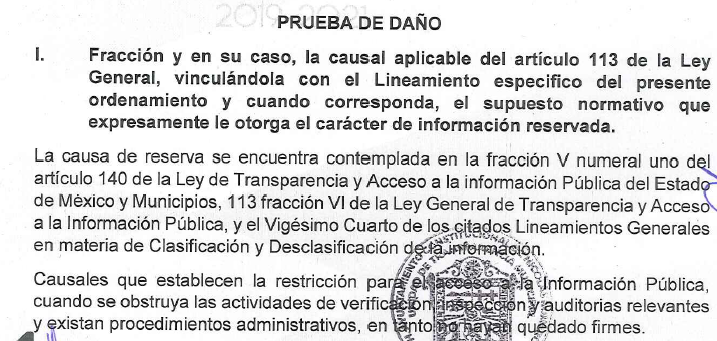 2019-2021
PRUEBA DE DAÑO
I. Fracción y en su caso, la causal aplicable del artículo 113 de la Ley
General, vinculándola con el Lineamiento especifico del presente
ordenamiento y cuando corresponda, el supuesto normativo que
expresamente le otorga el carácter de información reservada.
La causa de reserva se encuentra contemplada en la fracción V numeral uno del
artículo 140 de la Ley de Transparencia y Acceso a la información Pública del Estado
de México y Municipios, 113 fracción VI de la Ley General de Transparencia y Acceso
a la Información Pública, y el Vigésimo Cuarto de los citados Lineamientos Generales
en materia de Clasificación y Desclasificación de la información.
Causales que establecen la restricción para el acceso a la Información Pública,
cuando se obstruya las actividades de verificación, inspección y auditorias relevantes
y existan procedimientos administrativos, en tanto no hayan quedado firmes.